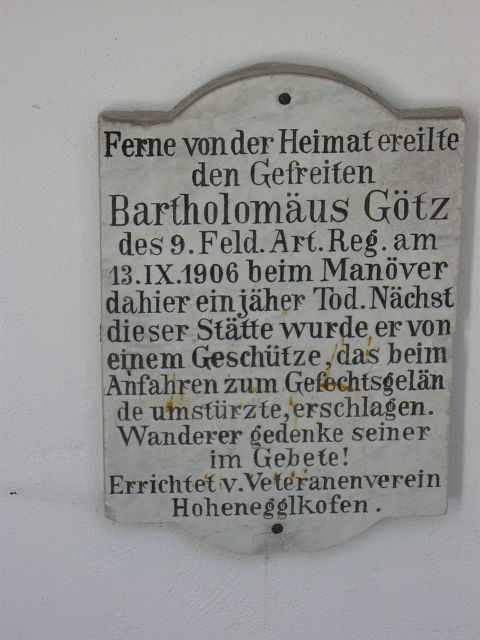 Ferne von der Heimat ereilte
den Gefreiten
Bartholomäus Götz
des 9. Feld. Art. Reg. am
13.IX.1906 beim Manöver
dahier ein jäher Tod. Nächst
dieser Stätte wurde er von
einem Geschütze, das beim
Anfahren zum Gefechtsgelän
de umstürzte, erschlagen.
Wanderer gedenke seiner
im Gebete!
Errichtet v. Veteranenverein
Hohenegglkofen.